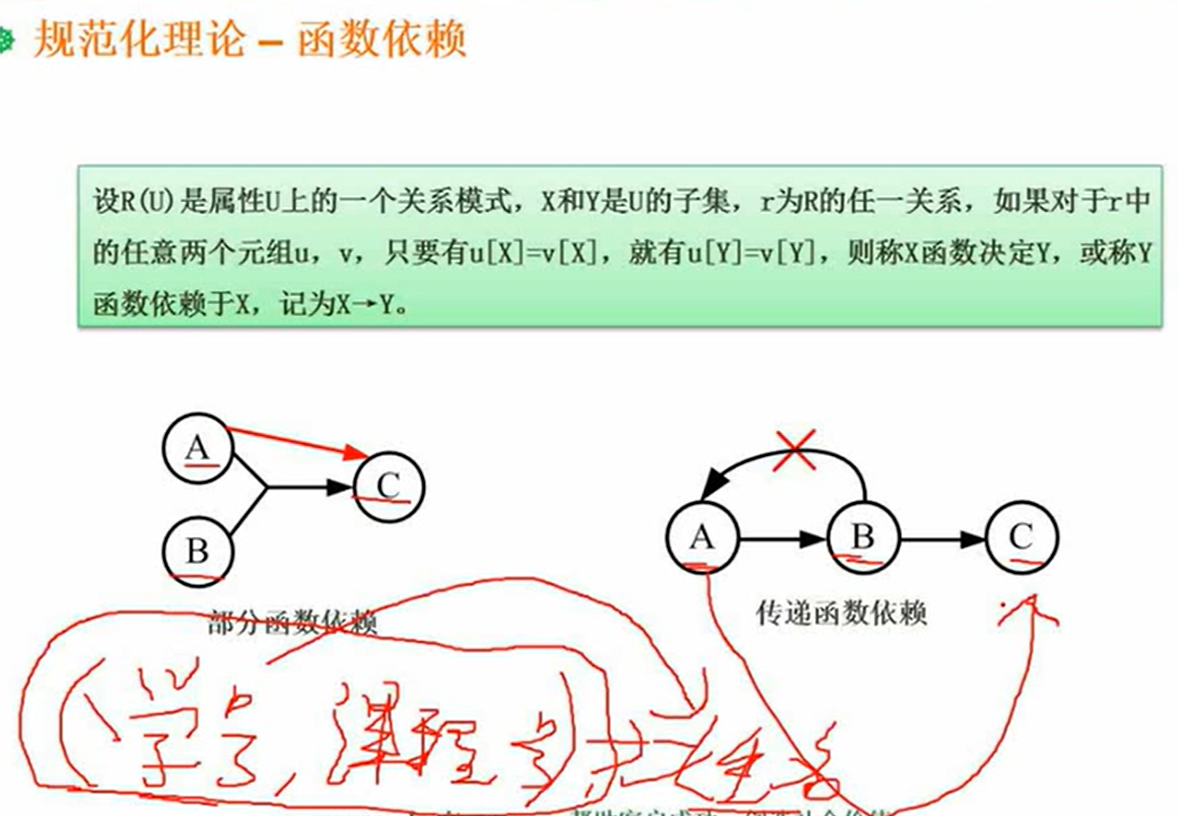 规范化理论 – 函数依赖
设R(U)是属性U上的一个关系模式，X和Y是U的子集，r为R的任一关系，如果对于r中
的任意两个元组u，v，只要有u[X]=v[X]，就有u[Y]=v[Y]，则称X函数决定Y，或称Y
函数依赖于X，记为X→Y。
A
C
B
部分函数依赖
A
B
C
传递函数依赖
(学号，课程号)